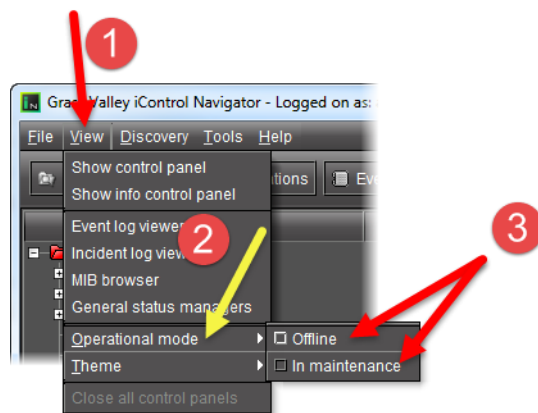 1
Grass Valley iControl Navigator - Logged on as:
File View Discovery Tools Help
Show control panel
Show info control panel
Event log viewer
2
Incident log viewer
3
MIB browser
General status managers
Operational mode
Offline
Theme
In maintenance
Close all control panels